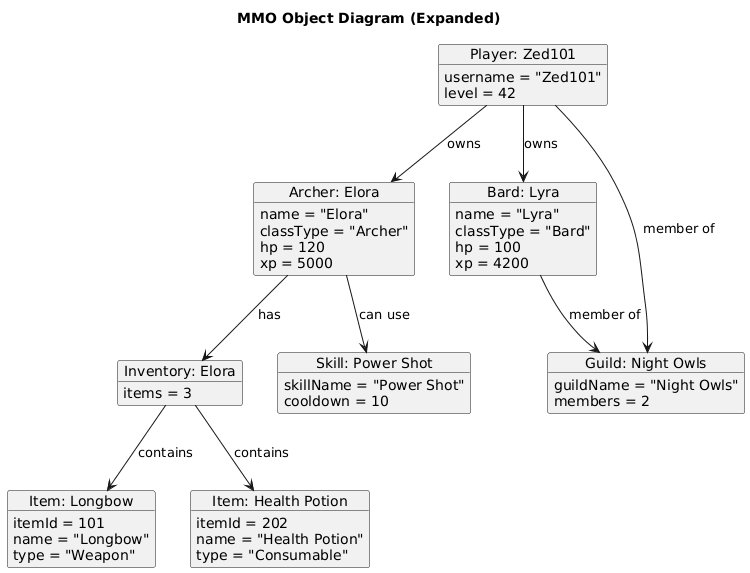 MMO Object Diagram (Expanded)
Player: Zed101
username = "Zed101"
level = 42
owns
owns
member of
Archer: Elora
name = "Elora"
classType = "Archer"
hp = 120
xp = 5000
Bard: Lyra
name = "Lyra"
classType = "Bard"
hp = 100
xp = 4200
has
can use
member of
Inventory: Elora
items = 3
Skill: Power Shot
skillName = "Power Shot"
cooldown = 10
Guild: Night Owls
guildName = "Night Owls"
members = 2
contains
contains
Item: Longbow
itemId = 101
name = "Longbow"
type = "Weapon"
Item: Health Potion
itemId = 202
name = "Health Potion"
type = "Consumable"